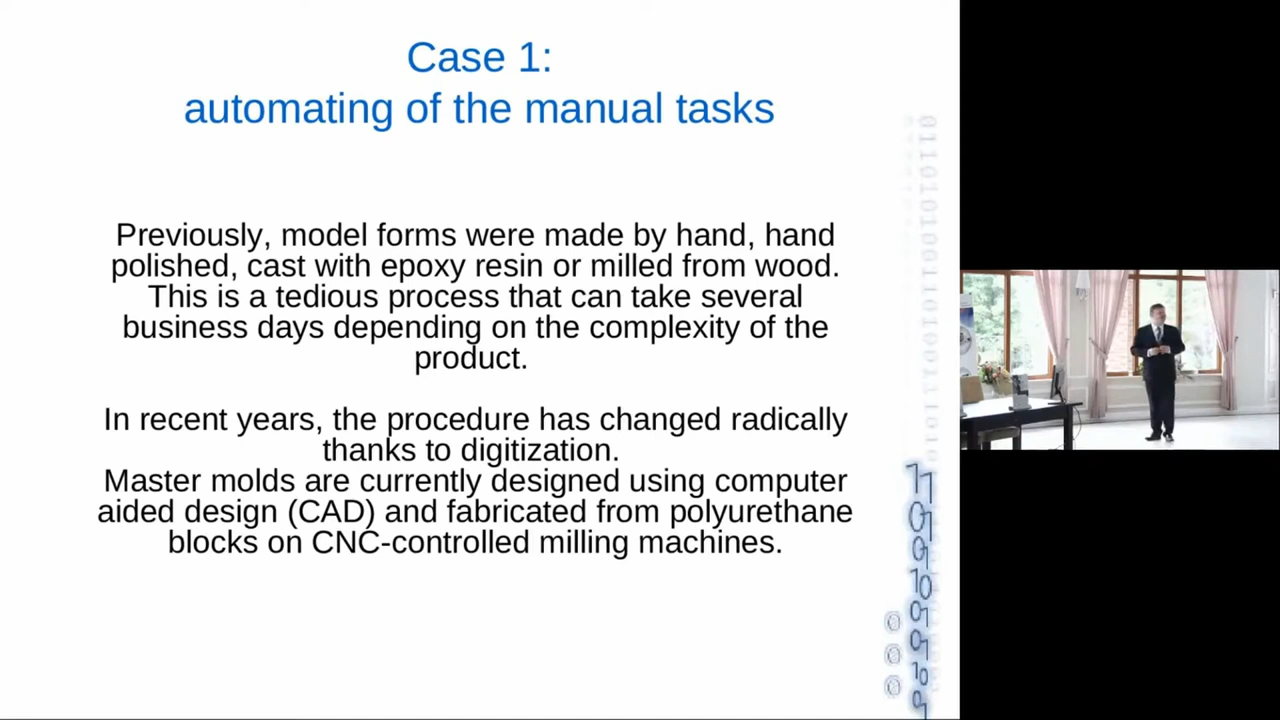 Case 1:
automating of the manual tasks
Previously, model forms were made by hand, hand
polished, cast with epoxy resin or milled from wood.
This is a tedious process that can take several
business days depending on the complexity of the
product.
In recent years, the procedure has changed radically
thanks to digitization.
Master molds are currently designed using computer
aided design (CAD) and fabricated from polyurethane
blocks on CNC-controlled milling machines.